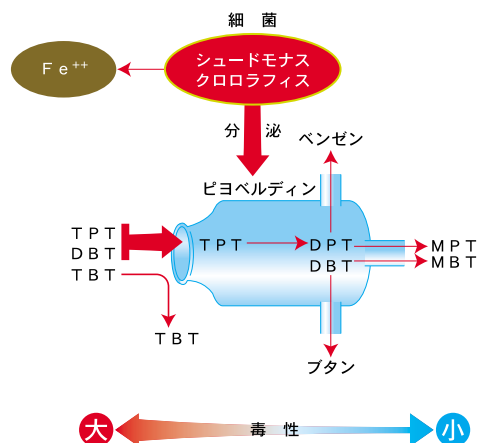 細菌
Fe++
シュードモナス
クロロラフィス
分泌
ベンゼン
ピヨベルディン
TPT
DBT
TBT
TPT
DPT
DBT
MPT
MBT
TBT
ブタン
大
毒性
小